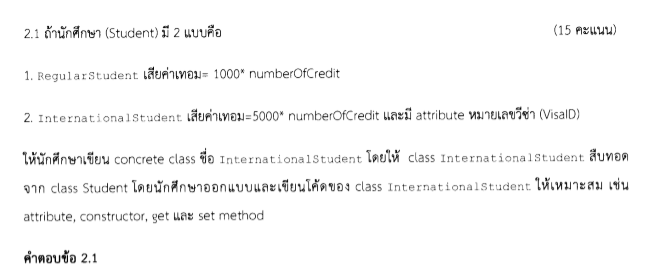 2.1 ถ้านักศึกษา (Student) มี 2 แบบคือ (15 คะแนน)
1. RegularStudent เสียค่าเทอม= 1000* numberOfCredit
2. InternationalStudent เสียค่าเทอม=5000* numberOfCredit และมี attribute หมายเลขวีซ่า (VisaID)
ให้นักศึกษาเขียน concrete class ชื่อ InternationalStudent โดยให้ class InternationalStudent สืบทอด
จาก class Student โดยนักศึกษาออกแบบและเขียนโค้ดของ class InternationalStudent ให้เหมาะสม เช่น
attribute, constructor, get และ set method
คำตอบข้อ 2.1